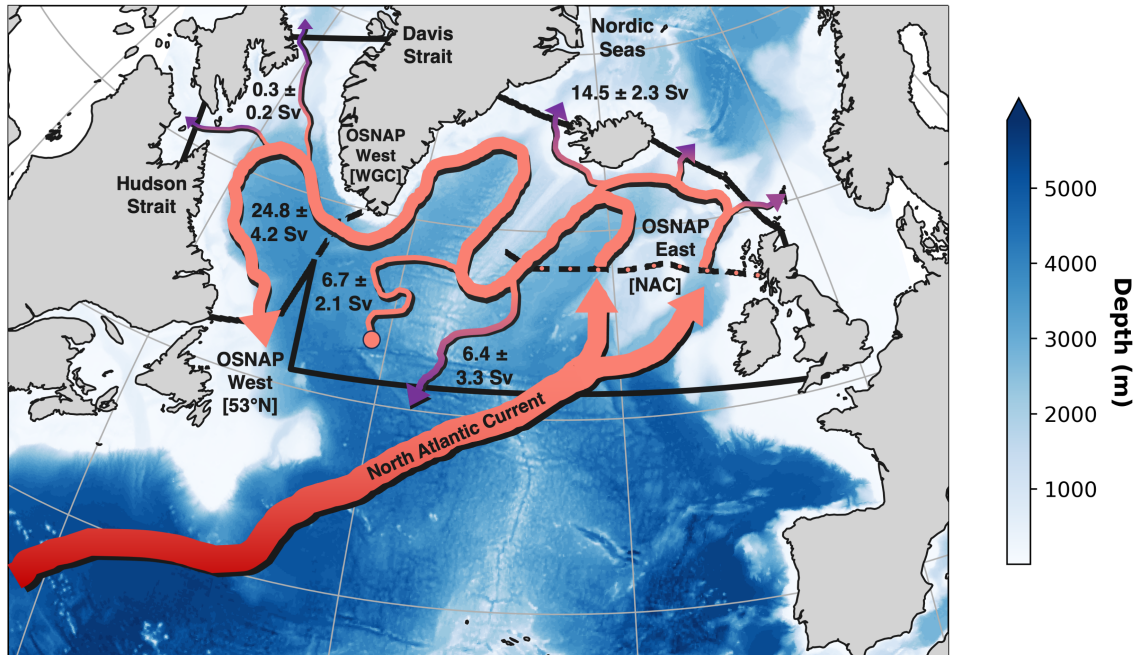 Nordic
Seas
Davis
Strait
0.3 ±
0.2 Sv
14.5 ± 2.3 Sv
OSNAP
West
[WGC]
Hudson
Strait
24.8 ±
4.2 Sv
OSNAP
East
[NAC]
6.7 ±
2.1 Sv
6.4 ±
3.3 Sv
OSNAP
West
[53°N]
North Atlantic Current
5000
4000
3000
2000
1000
Depth (m)